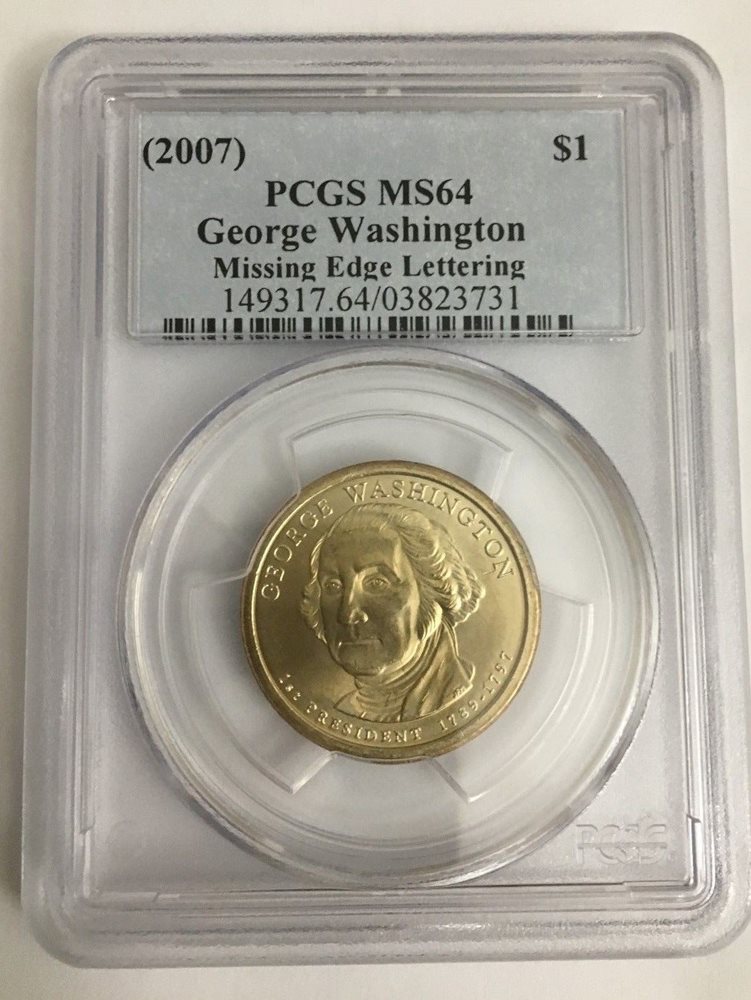 (2007) $1
PCGS MS64
George Washington
Missing Edge Lettering
149317.64/03823731
GEORGE WASHINGTON
1st PRESIDENT 1789-1797
PCGS